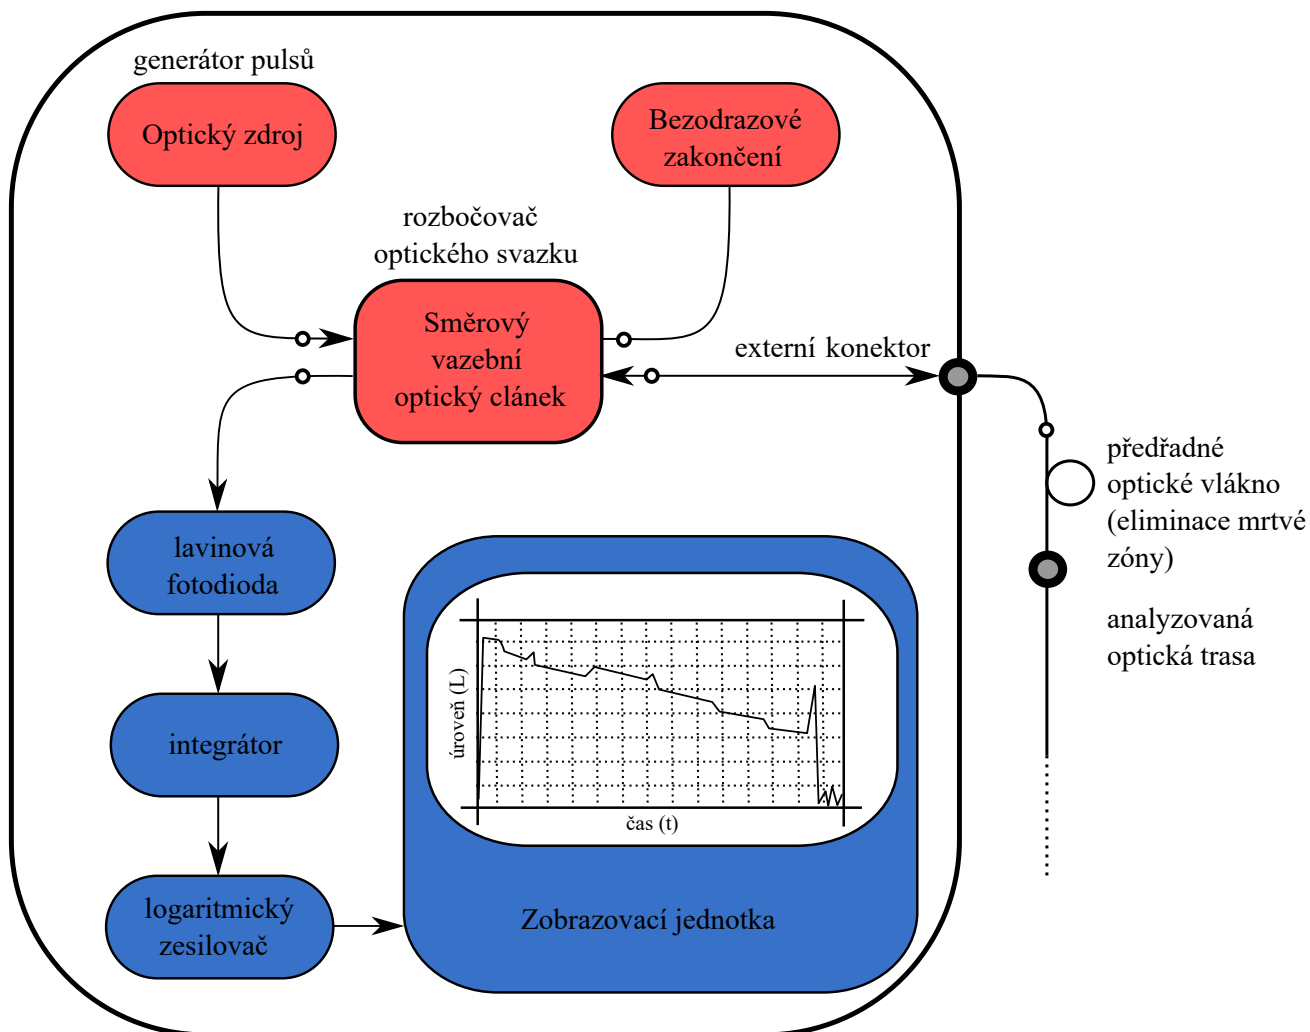 generátor pulsů
Optický zdroj
Bezodrazové
zakončení
rozbočovač
optického svazku
Směrový
vazební
optický clánek
externí konektor
předřadné
optické vlákno
(eliminace mrtvé
zóny)
analyzovaná
optická trasa
lavinová
fotodioda
integrátor
logaritmický
zesilovač
úroveň (L)
čas (t)
Zobrazovací jednotka